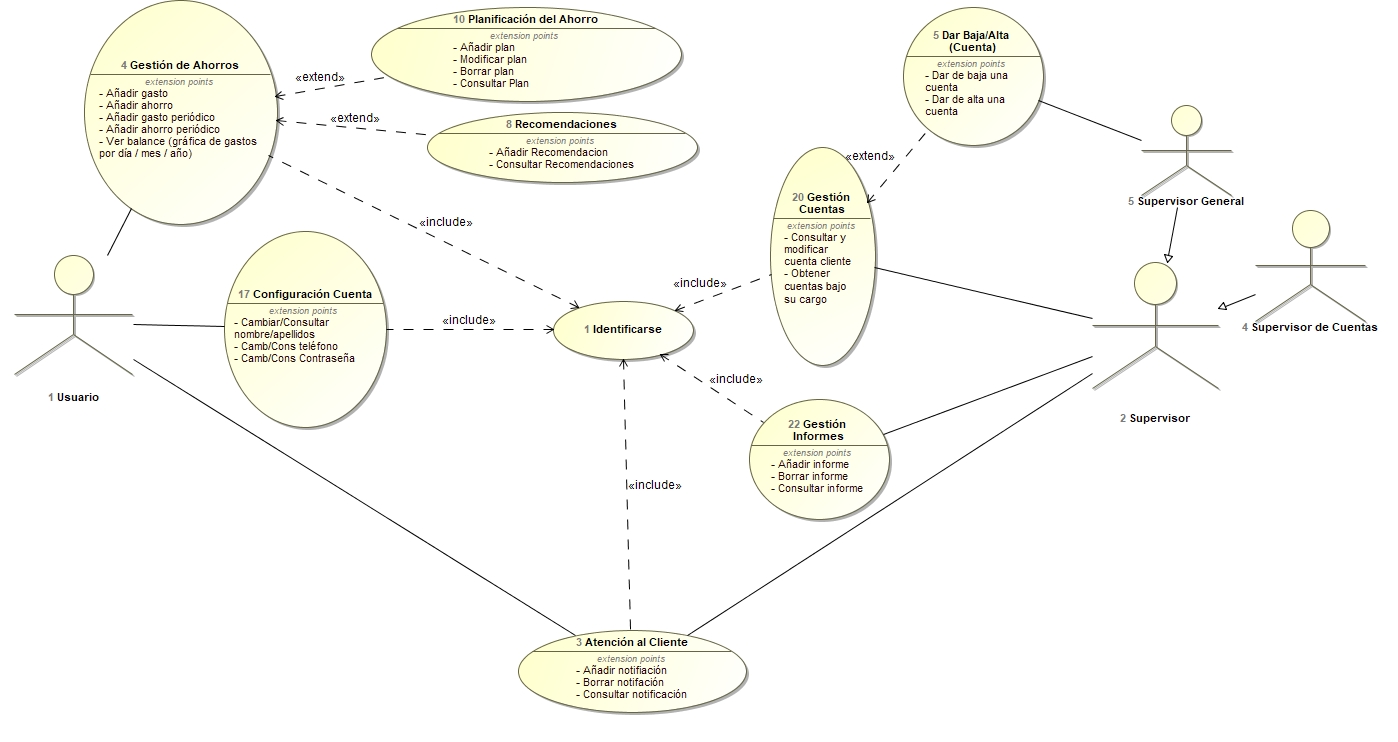 10 Planificación del Ahorro
extension points
- Añadir plan
- Modificar plan
- Borrar plan
- Consultar Plan
5 Dar Baja/Alta
(Cuenta)
extension points
- Dar de baja una
cuenta
- Dar de alta una
cuenta
4 Gestión de Ahorros
extension points
- Añadir gasto
- Añadir ahorro
- Añadir gasto periódico
- Añadir ahorro periódico
- Ver balance (gráfica de gastos
por día / mes / año)
«extend»
«extend»
8 Recomendaciones
extension points
- Añadir Recomendacion
- Consultar Recomendaciones
«extend»
20 Gestión
Cuentas
extension points
- Consultar y
modificar
cuenta cliente
- Obtener
cuentas bajo
su cargo
5 Supervisor General
«include»
17 Configuración Cuenta
extension points
- Cambiar/Consultar
nombre/apellidos
- Camb/Cons teléfono
- Camb/Cons Contraseña
«include»
«include»
1 Identificarse
4 Supervisor de Cuentas
1 Usuario
2 Supervisor
«include»
22 Gestión
Informes
extension points
- Añadir informe
- Borrar informe
- Consultar informe
«include»
3 Atención al Cliente
extension points
- Añadir notifiación
- Borrar notifación
- Consultar notificación